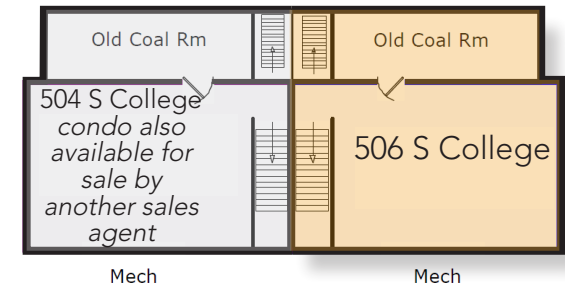 Old Coal Rm
Old Coal Rm
504 S College
condo also
available for
sale by
another sales
agent
506 S College
Mech
Mech